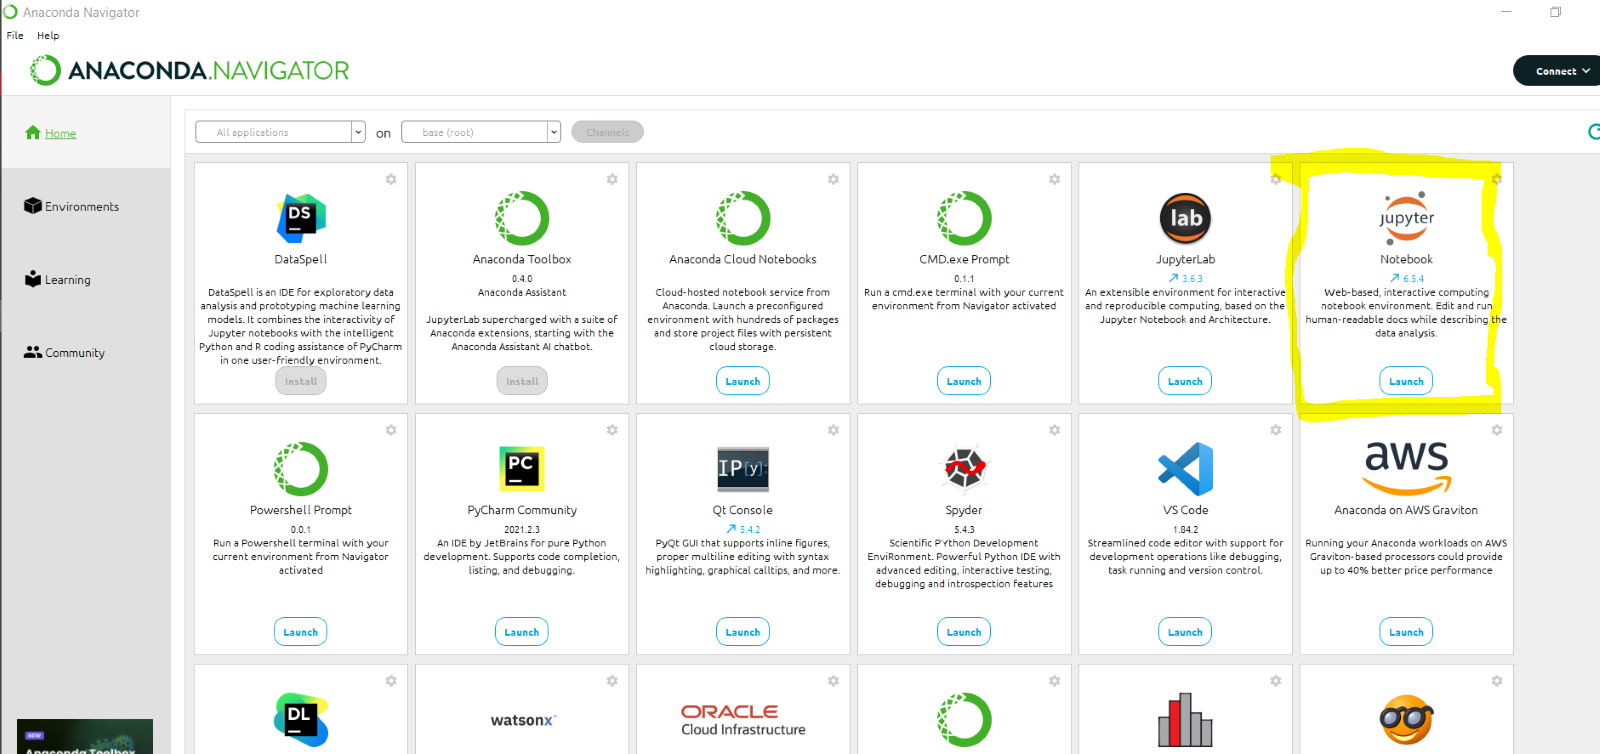 Anaconda Navigator
File Help
ANACONDA.NAVIGATOR
Connect
Home
All applications
on
base (root)
Channels
Environments
Learning
Community
DS
DataSpell
DataSpell is an IDE for exploratory data
analysis and prototyping machine learning
models. It combines the interactivity of
Jupyter notebooks with the intelligent
Python and R coding assistance of PyCharm
in one user-friendly environment.
Install
Anaconda Toolbox
0.4.0
Anaconda Assistant
JupyterLab supercharged with a suite of
Anaconda extensions, starting with the
Anaconda Assistant AI chatbot.
Install
Anaconda Cloud Notebooks
Cloud-hosted notebook service from
Anaconda. Launch a preconfigured
environment with hundreds of packages
and store project files with persistent
cloud storage.
Launch
CMD.exe Prompt
0.1.1
Run a cmd.exe terminal with your current
environment from Navigator activated
Launch
lab
JupyterLab
3.6.3
An extensible environment for interactive
and reproducible computing, based on the
Jupyter Notebook and Architecture.
Launch
jupyter
Notebook
6.5.4
Web-based, interactive computing
notebook environment. Edit and run
human-readable docs while describing the
data analysis.
Launch
Powershell Prompt
0.0.1
Run a Powershell terminal with your
current environment from Navigator
activated
Launch
PC
PyCharm Community
2021.2.3
An IDE by JetBrains for pure Python
development. Supports code completion,
listing, and debugging.
Launch
IP[y]:
Qt Console
5.4.2
PyQt GUI that supports inline figures,
proper multiline editing with syntax
highlighting, graphical calltips, and more.
Launch
Spyder
5.4.3
Scientific PYthon Development
EnviRonment. Powerful Python IDE with
advanced editing, interactive testing,
debugging and introspection features
Launch
VS Code
1.84.2
Streamlined code editor with support for
development operations like debugging,
task running and version control.
Launch
aws
Anaconda on AWS Graviton
Running your Anaconda workloads on AWS
Graviton-based processors could provide
up to 40% better price performance
Launch
DL
watsonx
ORACLE
Cloud Infrastructure
NEW
Anaconda Toolbox